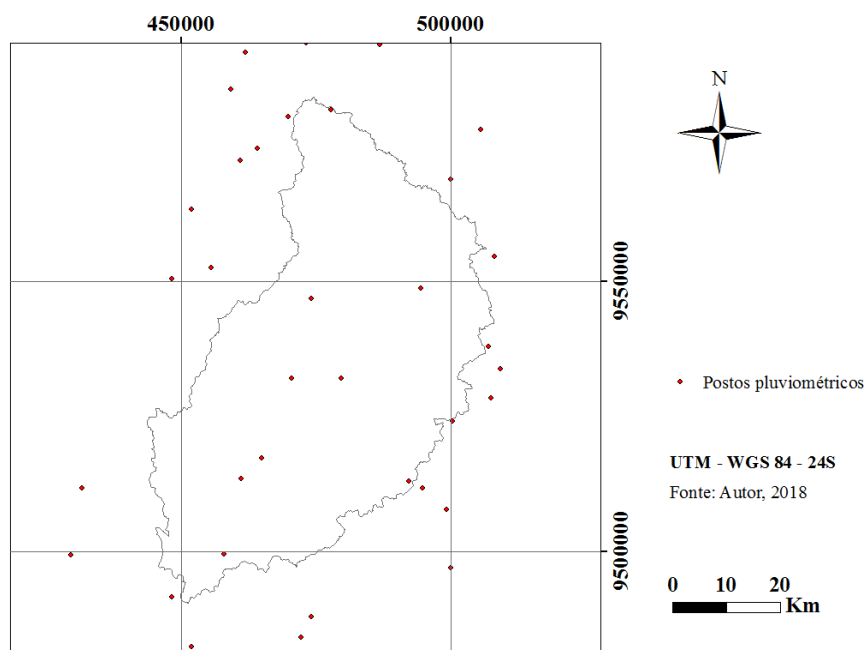 450000 500000
N
9550000
Postos pluviométricos
UTM - WGS 84 - 24S
Fonte: Autor, 2018
9500000
0 10 20
Km